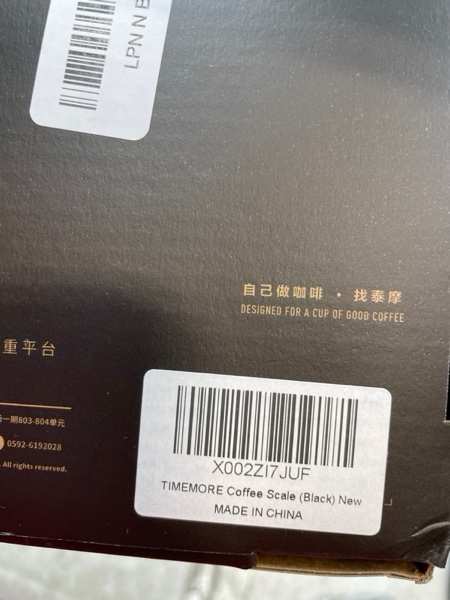 LPN N
自己做咖啡 · 找泰摩
DESIGNED FOR A CUP OF GOOD COFFEE
重平台
一期803-804单元
0592-6192028
All rights reserved.
X002ZI7JUF
TIMEMORE Coffee Scale (Black) New
MADE IN CHINA